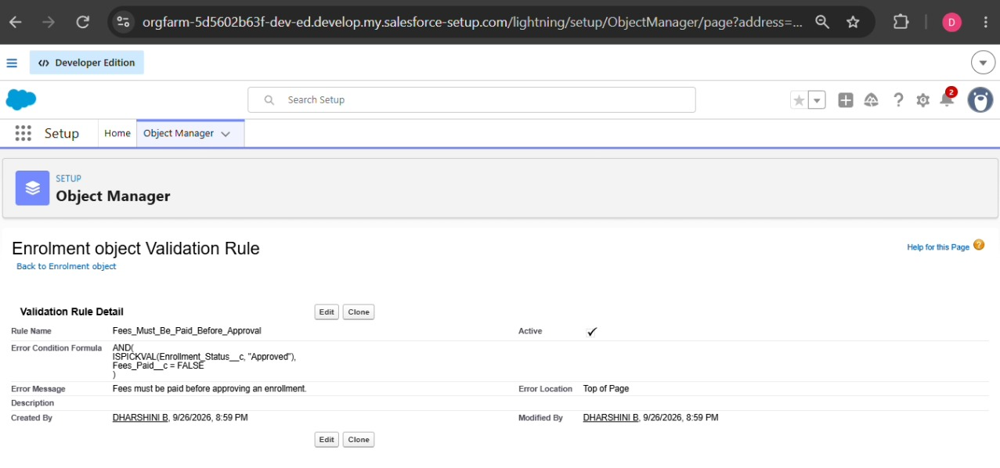 orgfarm-5d5602b63f-dev-ed.develop.my.salesforce-setup.com/lightning/setup/ObjectManager/page?address=...
D
</> Developer Edition
Search Setup
2
Setup
Home
Object Manager
SETUP
Object Manager
Enrolment object Validation Rule
Help for this Page
Back to Enrolment object
Validation Rule Detail
Edit
Clone
Rule Name Fees_Must_Be_Paid_Before_Approval Active
Error Condition Formula AND(
ISPICKVAL(Enrollment_Status__c, "Approved"),
Fees_Paid__c = FALSE
)
Error Message Fees must be paid before approving an enrollment. Error Location Top of Page
Description
Created By DHARSHINI B, 9/26/2026, 8:59 PM Modified By DHARSHINI B, 9/26/2026, 8:59 PM
Edit
Clone